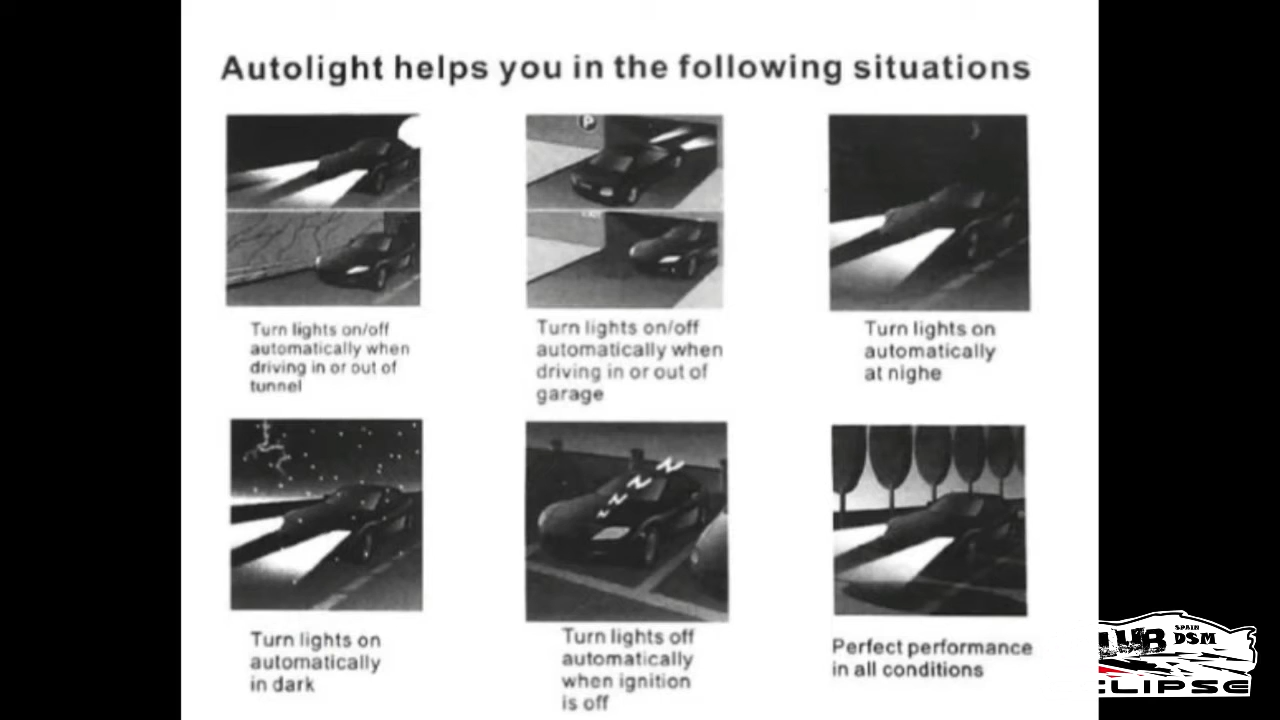 Autolight helps you in the following situations
P
Turn lights on/off
automatically when
driving in or out of
tunnel
Turn lights on/off
automatically when
driving in or out of
garage
Turn lights on
automatically
at nighe
Turn lights on
automatically
in dark
Turn lights off
automatically
when ignition
is off
Perfect performance
in all conditions
SPAIN
DSM